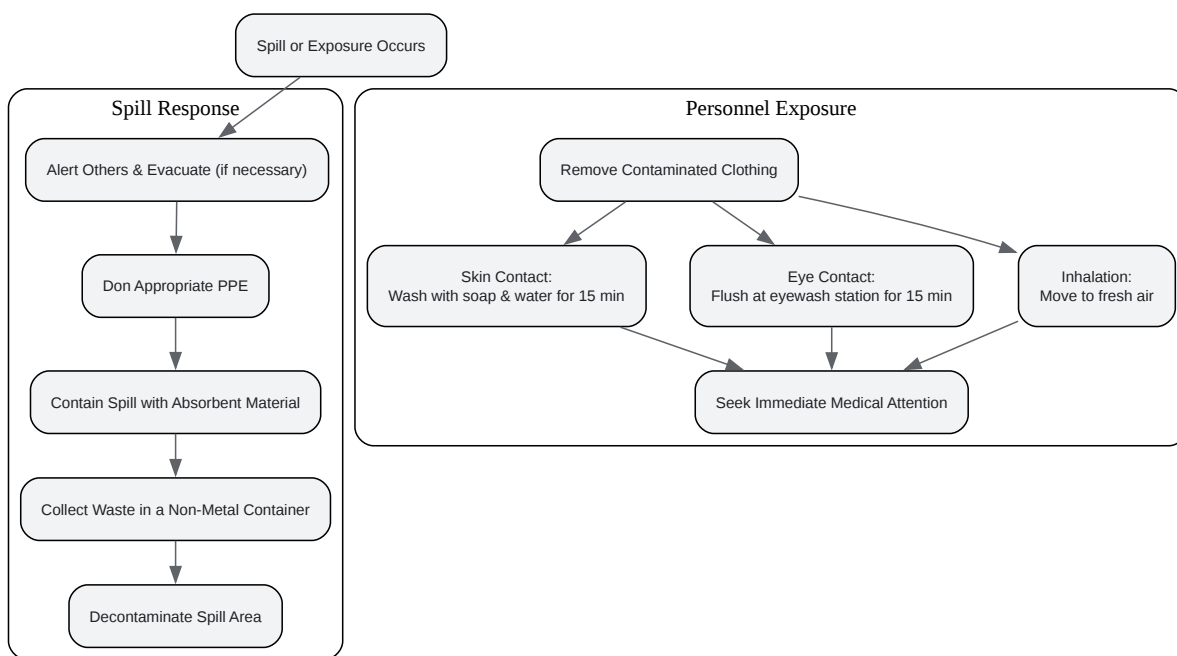 Spill or Exposure Occurs
Spill Response
Alert Others & Evacuate (if necessary)
Don Appropriate PPE
Contain Spill with Absorbent Material
Collect Waste in a Non-Metal Container
Decontaminate Spill Area
Personnel Exposure
Remove Contaminated Clothing
Skin Contact:
Wash with soap & water for 15 min
Eye Contact:
Flush at eyewash station for 15 min
Inhalation:
Move to fresh air
Seek Immediate Medical Attention